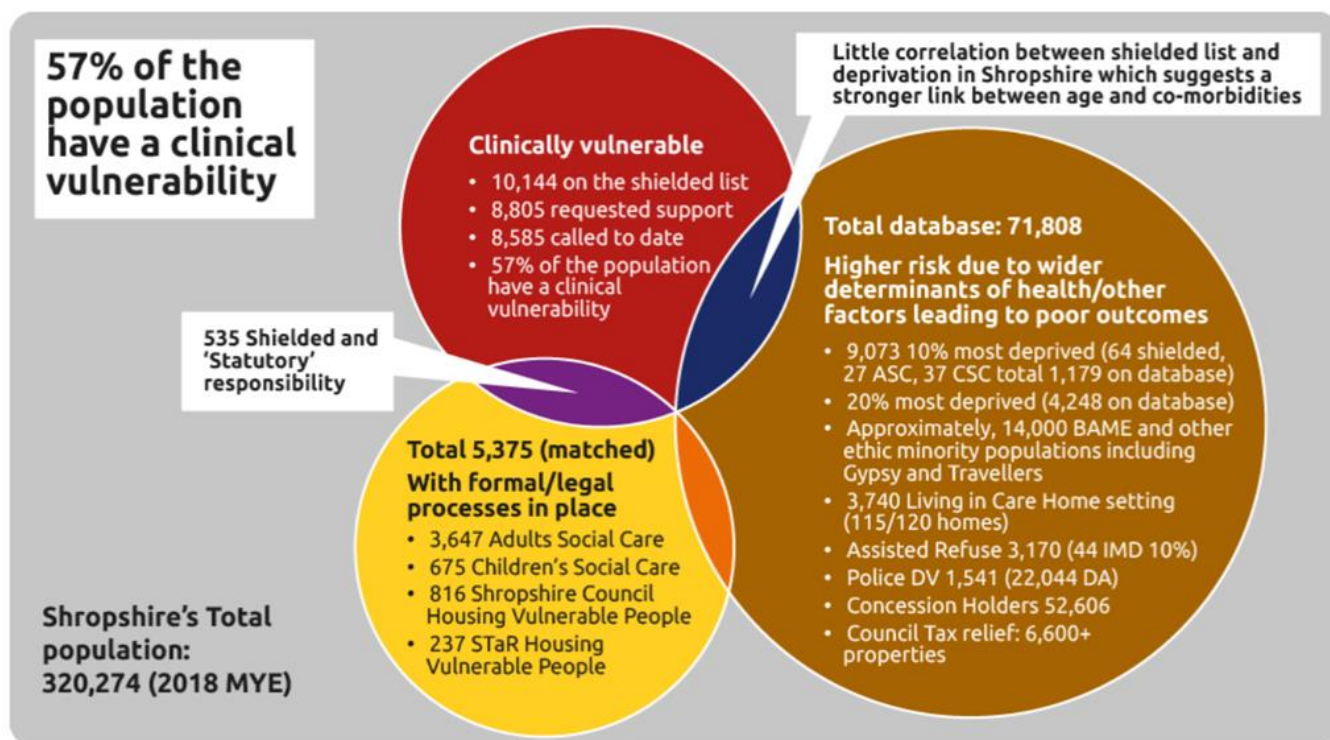 57% of the
population
have a clinical
vulnerability
Little correlation between shielded list and
deprivation in Shropshire which suggests a
stronger link between age and co-morbidities
Clinically vulnerable
• 10,144 on the shielded list
• 8,805 requested support
• 8,585 called to date
• 57% of the population
have a clinical
vulnerability
Total database: 71,808
Higher risk due to wider
determinants of health/other
factors leading to poor outcomes
• 9,073 10% most deprived (64 shielded,
27 ASC, 37 CSC total 1,179 on database)
• 20% most deprived (4,248 on database)
• Approximately, 14,000 BAME and other
ethic minority populations including
Gypsy and Travellers
• 3,740 Living in Care Home setting
(115/120 homes)
• Assisted Refuse 3,170 (44 IMD 10%)
• Police DV 1,541 (22,044 DA)
• Concession Holders 52,606
• Council Tax relief: 6,600+
properties
535 Shielded and
‘Statutory’
responsibility
Total 5,375 (matched)
With formal/legal
processes in place
• 3,647 Adults Social Care
• 675 Children’s Social Care
• 816 Shropshire Council
Housing Vulnerable People
• 237 STaR Housing
Vulnerable People
Shropshire’s Total
population:
320,274 (2018 MYE)